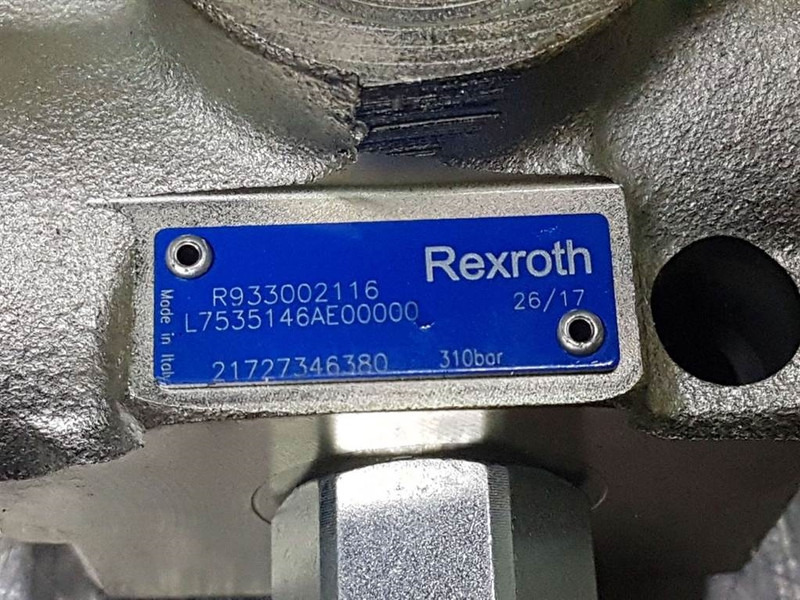 Rexroth
R933002116
26/17
L7535146AE00000
21727346380 310bar
Made in Italy